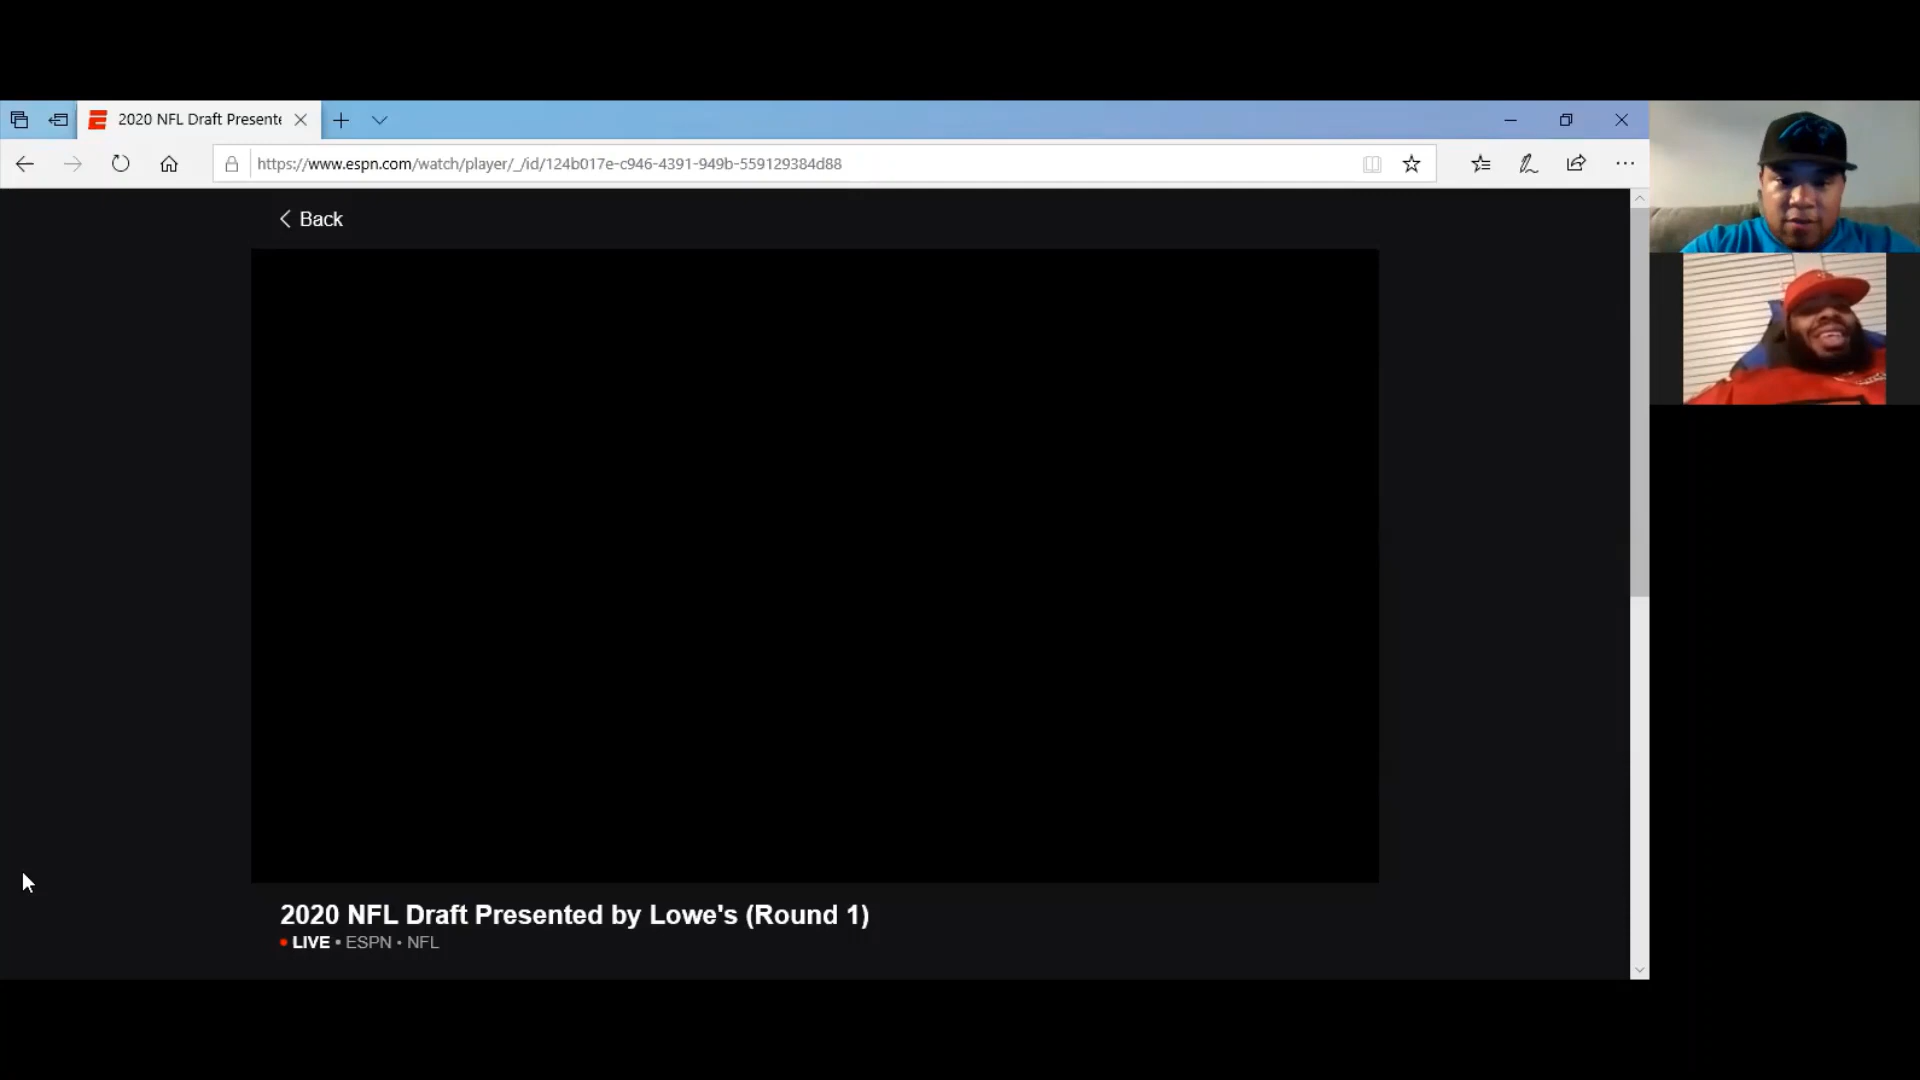 2020 NFL Draft Presente
https://www.espn.com/watch/player/_/id/124b017e-c946-4391-949b-559129384d88
Back
2020 NFL Draft Presented by Lowe's (Round 1)
• LIVE • ESPN • NFL